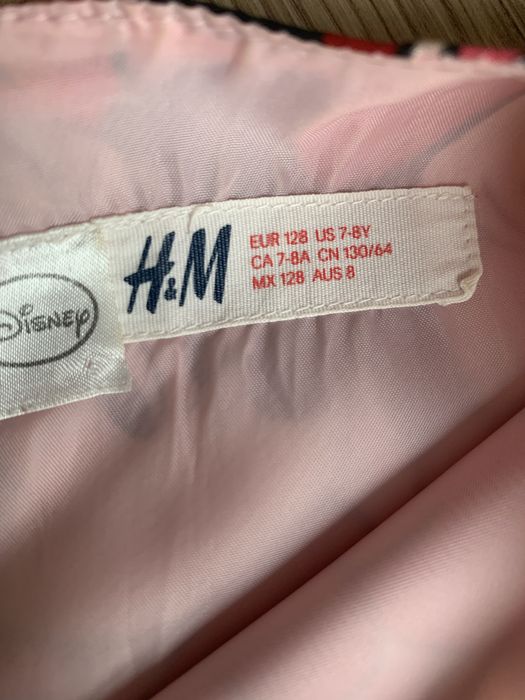 Disney
H&M
EUR 128 US 7-8Y
CA 7-8A CN 130/64
MX 128 AUS 8